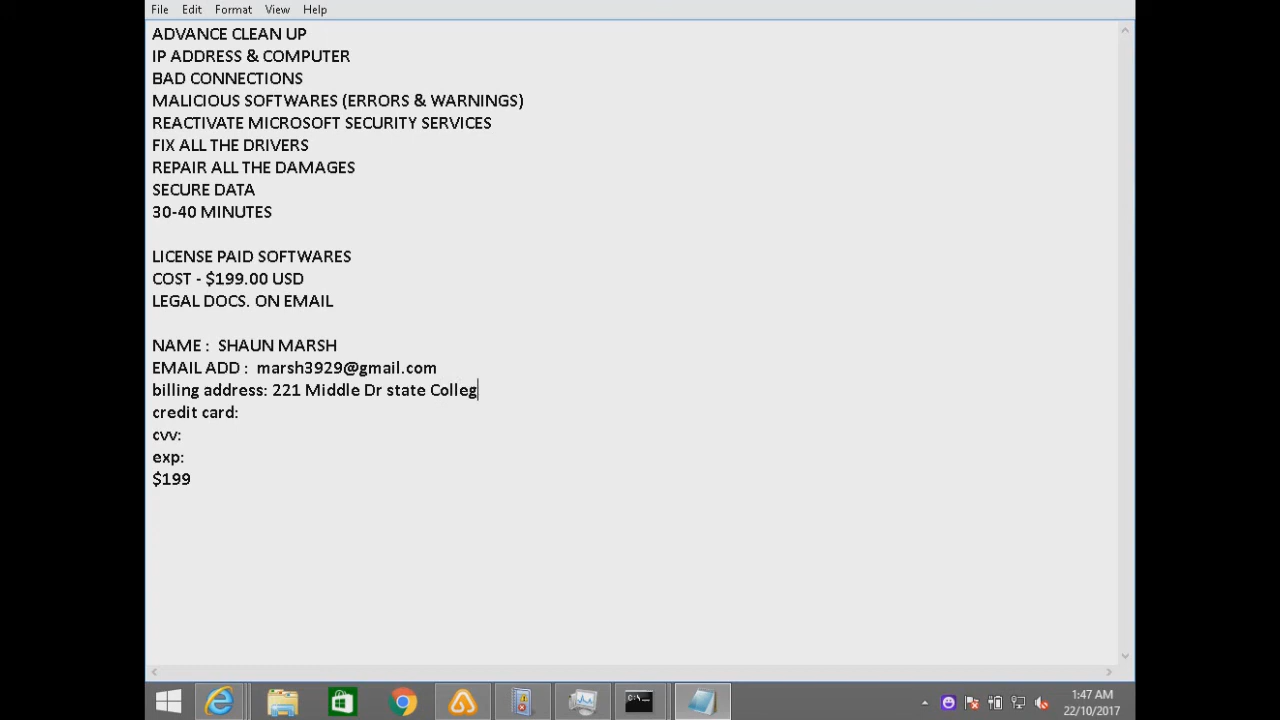 File Edit Format View Help
ADVANCE CLEAN UP
IP ADDRESS & COMPUTER
BAD CONNECTIONS
MALICIOUS SOFTWARES (ERRORS & WARNINGS)
REACTIVATE MICROSOFT SECURITY SERVICES
FIX ALL THE DRIVERS
REPAIR ALL THE DAMAGES
SECURE DATA
30-40 MINUTES
LICENSE PAID SOFTWARES
COST - $199.00 USD
LEGAL DOCS. ON EMAIL
NAME : SHAUN MARSH
EMAIL ADD : marsh3929@gmail.com
billing address: 221 Middle Dr state Colleg
credit card:
cvv:
exp:
$199
1:47 AM
22/10/2017